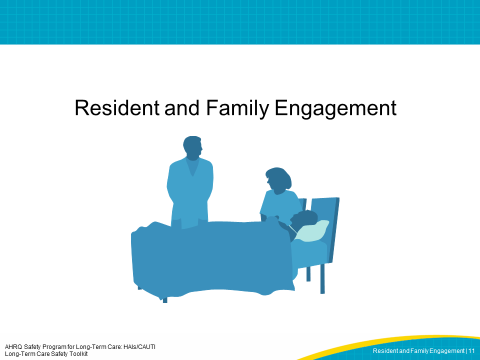 Resident and Family Engagement
AHRQ Safety Program for Long-Term Care: HAIs/CAUTI
Long-Term Care Safety Toolkit
Resident and Family Engagement | 11